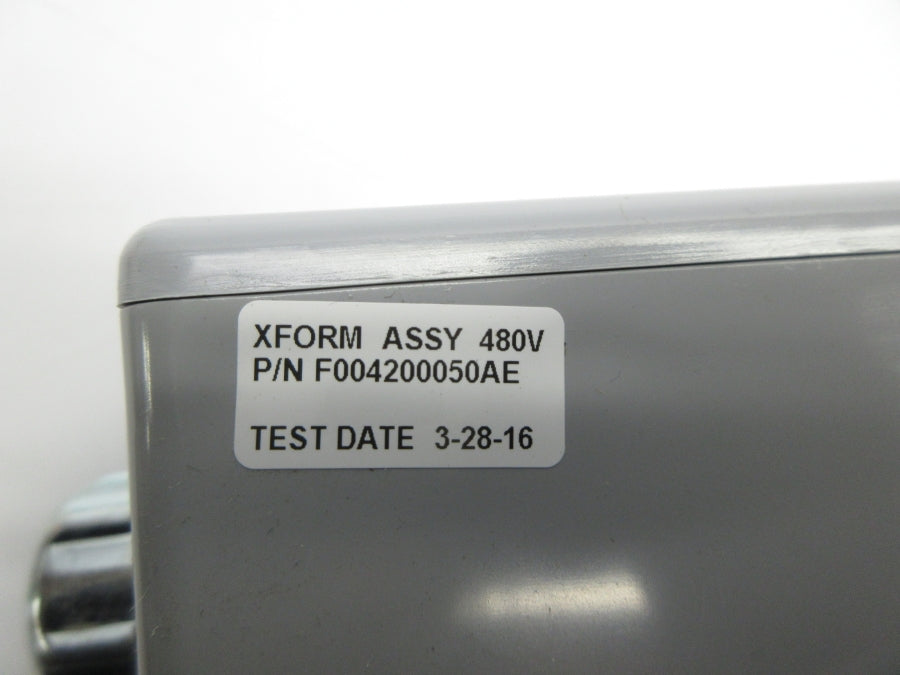 XFORM ASSY 480V
P/N F004200050AE
TEST DATE 3-28-16